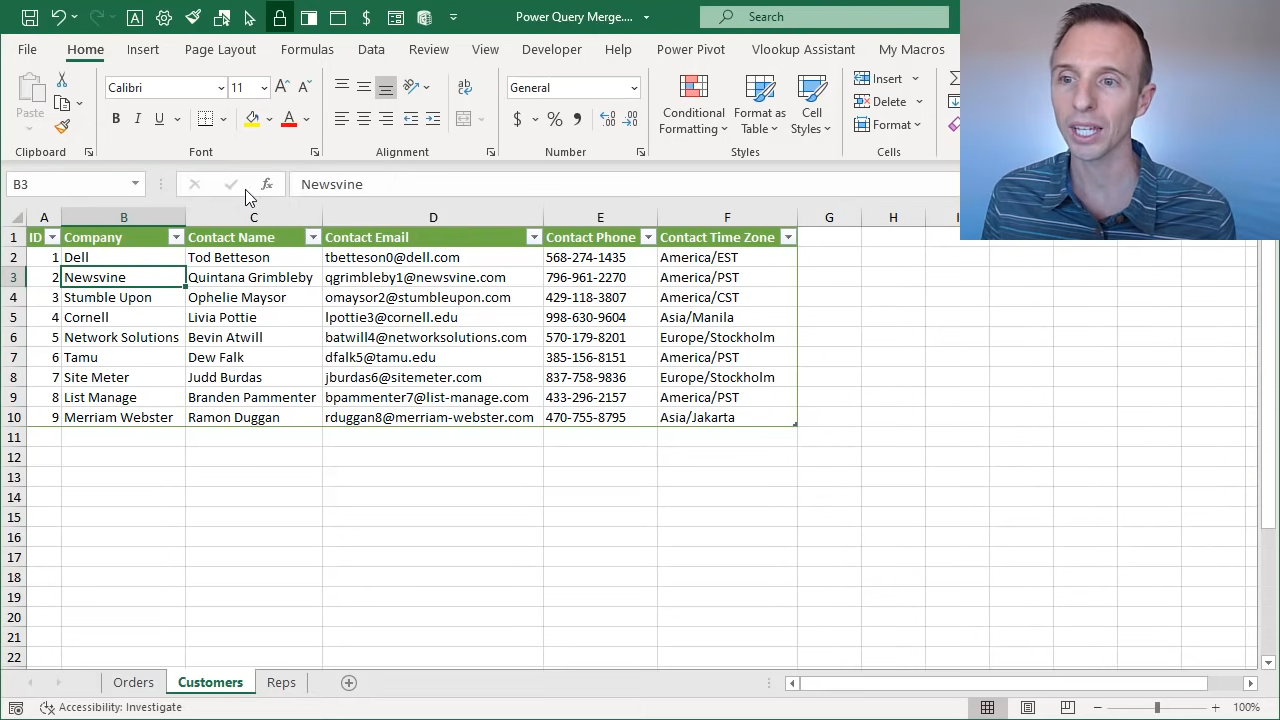 Power Query Merge....
Search
File Home Insert Page Layout Formulas Data Review View Developer Help Power Pivot Vlookup Assistant My Macros
Paste
Calibri 11
General
Conditional Formatting
Format as Table
Cell Styles
Insert
Delete
Format
Clipboard Font Alignment Number Styles Cells
B3 fx Newsvine
A B C D E F G H
1 ID Company Contact Name Contact Email Contact Phone Contact Time Zone
2 1 Dell Tod Betteson tbetteson0@dell.com 568-274-1435 America/EST
3 2 Newsvine Quintana Grimbleby qgrimbleby1@newsvine.com 796-961-2270 America/PST
4 3 Stumble Upon Ophelie Maysor omaysor2@stumbleupon.com 429-118-3807 America/CST
5 4 Cornell Livia Pottie lpottie3@cornell.edu 998-630-9604 Asia/Manila
6 5 Network Solutions Bevin Atwill batwill4@networksolutions.com 570-179-8201 Europe/Stockholm
7 6 Tamu Dew Falk dfalk5@tamu.edu 385-156-8151 America/PST
8 7 Site Meter Judd Burdas jburdas6@sitemeter.com 837-758-9836 Europe/Stockholm
9 8 List Manage Branden Pammenter bpammenter7@list-manage.com 433-296-2157 America/PST
10 9 Merriam Webster Ramon Duggan rduggan8@merriam-webster.com 470-755-8795 Asia/Jakarta
11
12
13
14
15
16
17
18
19
20
21
22
Orders Customers Reps
Accessibility: Investigate
100%